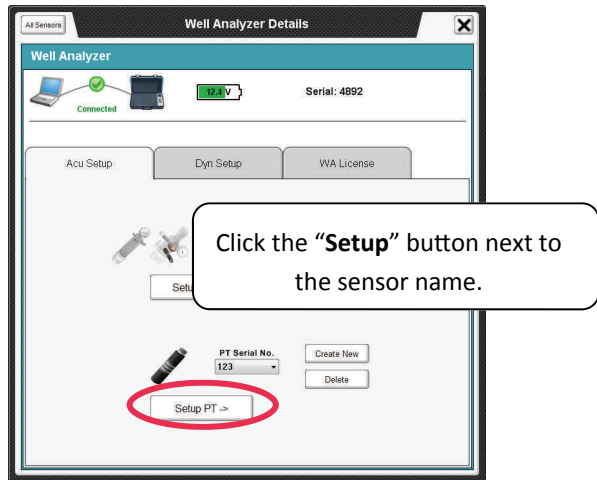 All Sensors
Well Analyzer Details
Well Analyzer
Connected
12.4 V
Serial: 4892
Acu Setup
Dyn Setup
WA License
Click the “Setup” button next to
the sensor name.
PT Serial No.
123
Create New
Delete
Setup PT ->